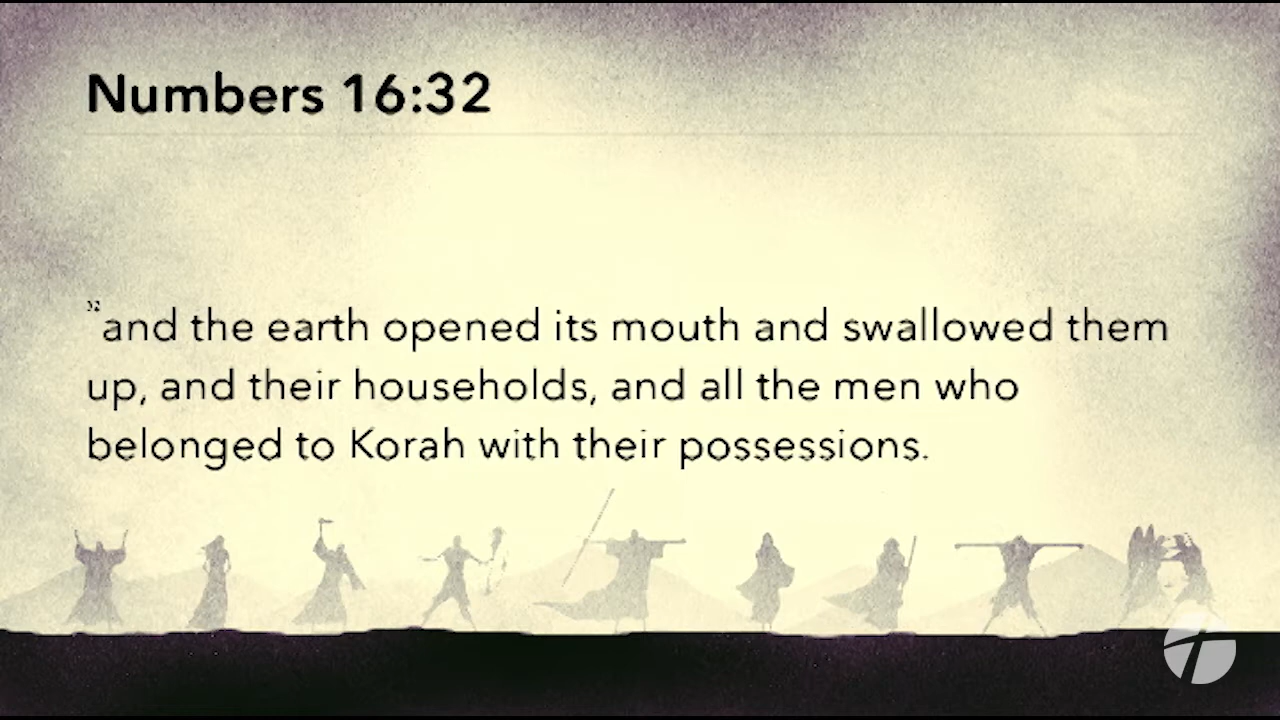 Numbers 16:32
32and the earth opened its mouth and swallowed them
up, and their households, and all the men who
belonged to Korah with their possessions.